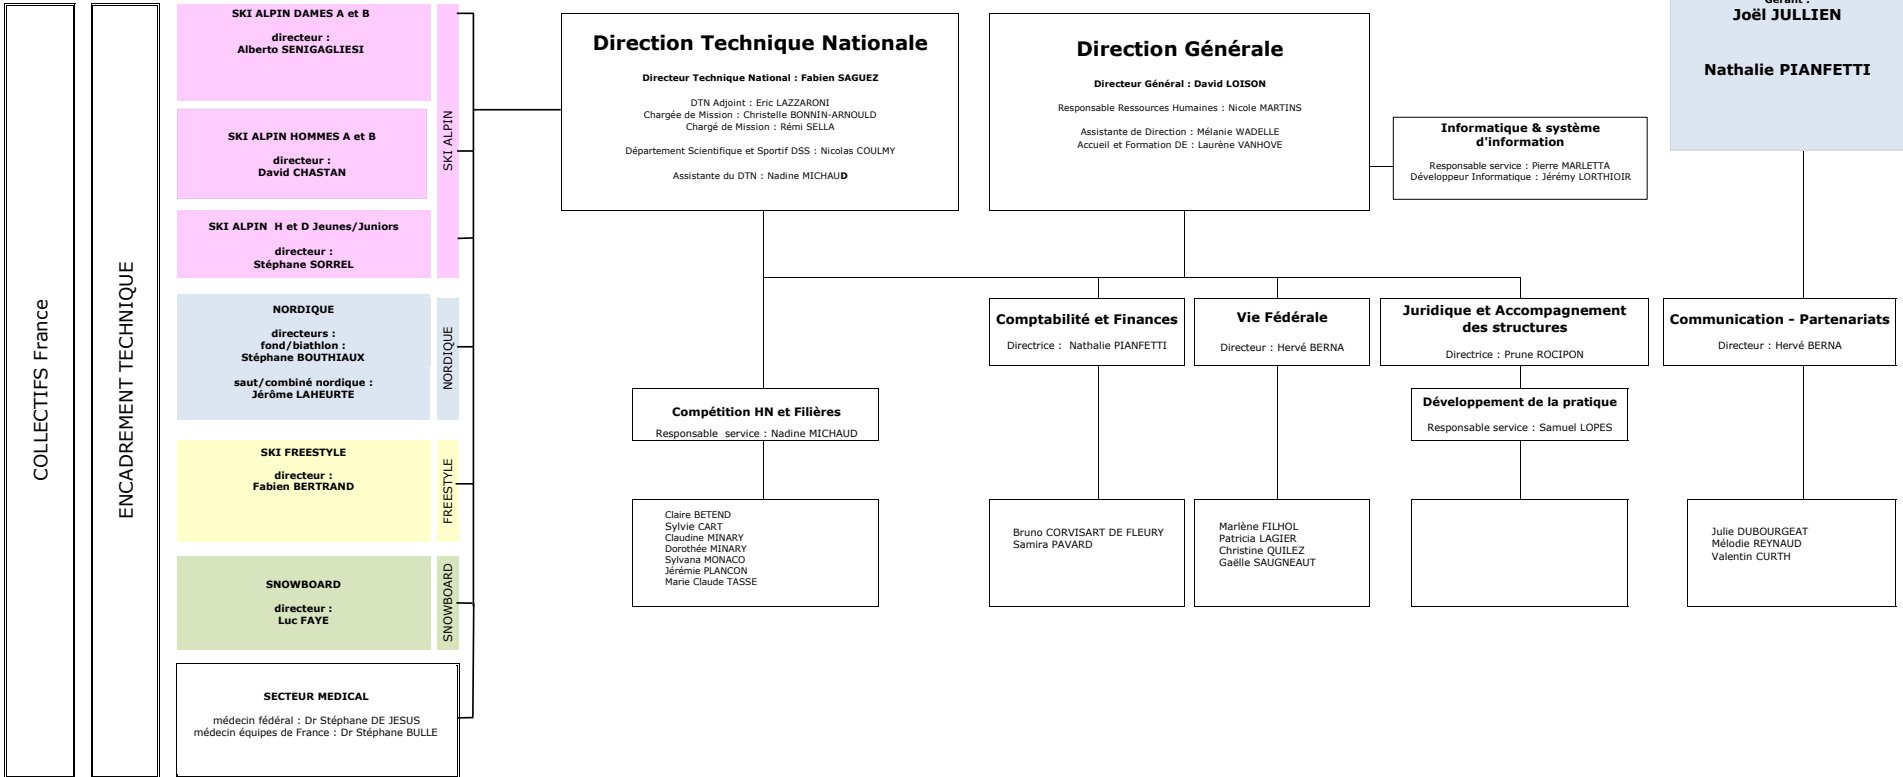 COLLECTIFS France
ENCADREMENT TECHNIQUE
SKI ALPIN DAMES A et B
directeur :
Alberto SENIGAGLIESI
SKI ALPIN HOMMES A et B
directeur :
David CHASTAN
SKI ALPIN H et D Jeunes/Juniors
directeur :
Stéphane SORREL
SKI ALPIN
NORDIQUE
directeurs :
fond/biathlon :
Stéphane BOUTHIAUX
saut/combiné nordique :
Jérôme LAHEURTE
NORDIQUE
SKI FREESTYLE
directeur :
Fabien BERTRAND
FREESTYLE
SNOWBOARD
directeur :
Luc FAYE
SNOWBOARD
SECTEUR MEDICAL
médecin fédéral : Dr Stéphane DE JESUS
médecin équipes de France : Dr Stéphane BULLE
Direction Technique Nationale
Directeur Technique National : Fabien SAGUEZ
DTN Adjoint : Eric LAZZARONI
Chargée de Mission : Christelle BONNIN-ARNOULD
Chargé de Mission : Rémi SELLA
Département Scientifique et Sportif DSS : Nicolas COULMY
Assistante du DTN : Nadine MICHAUD
Direction Générale
Directeur Général : David LOISON
Responsable Ressources Humaines : Nicole MARTINS
Assistante de Direction : Mélanie WADELLE
Accueil et Formation DE : Laurène VANHOVE
Informatique & système
d'information
Responsable service : Pierre MARLETTA
Développeur Informatique : Jérémy LORTHIOIR
Gérant :
Joël JULLIEN
Nathalie PIANFETTI
Compétition HN et Filières
Responsable service : Nadine MICHAUD
Claire BETEND
Sylvie CART
Claudine MINARY
Dorothée MINARY
Sylvana MONACO
Jérémie PLANCON
Marie Claude TASSE
Comptabilité et Finances
Directrice : Nathalie PIANFETTI
Bruno CORVISART DE FLEURY
Samira PAVARD
Vie Fédérale
Directeur : Hervé BERNA
Marlène FILHOL
Patricia LAGIER
Christine QUILEZ
Gaëlle SAUGNEAUT
Juridique et Accompagnement
des structures
Directrice : Prune ROCIPON
Développement de la pratique
Responsable service : Samuel LOPES
Communication - Partenariats
Directeur : Hervé BERNA
Julie DUBOURGEAT
Mélodie REYNAUD
Valentin CURTH